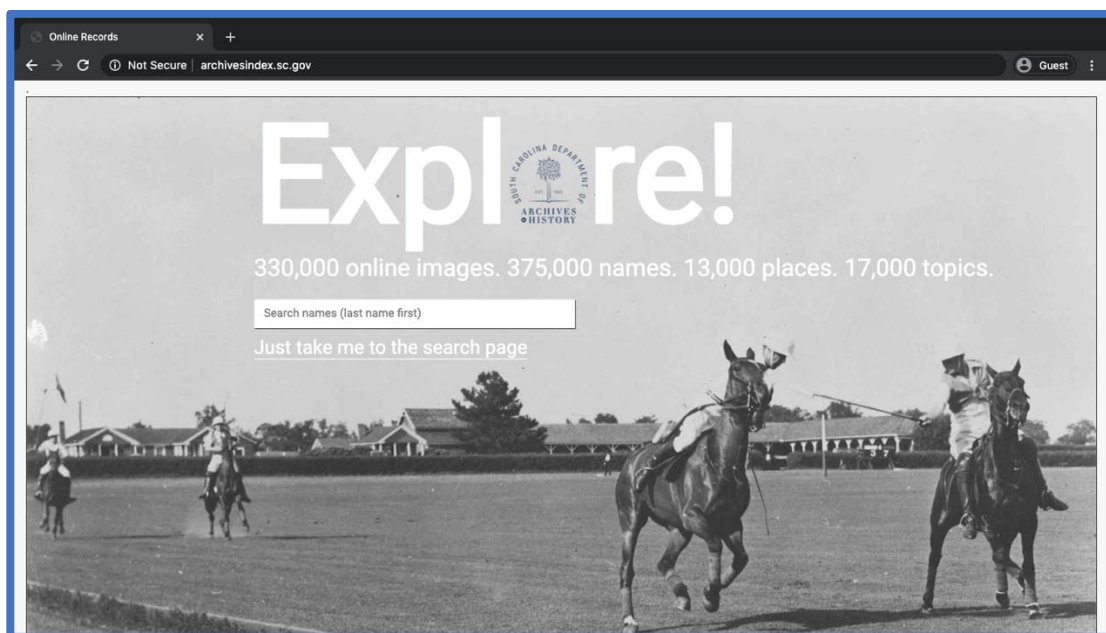 Online Records
Not Secure archivesindex.sc.gov Guest
Explore!
SOUTH CAROLINA DEPARTMENT OF
ARCHIVES
HISTORY
330,000 online images. 375,000 names. 13,000 places. 17,000 topics.
Search names (last name first)
Just take me to the search page